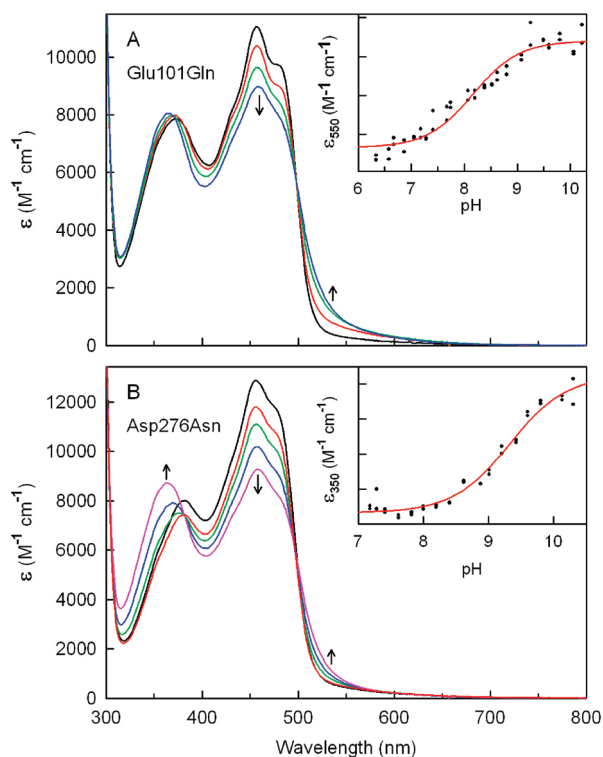 A
Glu101Gln
ε (M⁻¹ cm⁻¹)
10000
8000
6000
4000
2000
0
ε550 (M⁻¹ cm⁻¹)
6 7 8 9 10
pH
B
Asp276Asn
ε (M⁻¹ cm⁻¹)
12000
10000
8000
6000
4000
2000
0
ε350 (M⁻¹ cm⁻¹)
7 8 9 10
pH
300 400 500 600 700 800
Wavelength (nm)